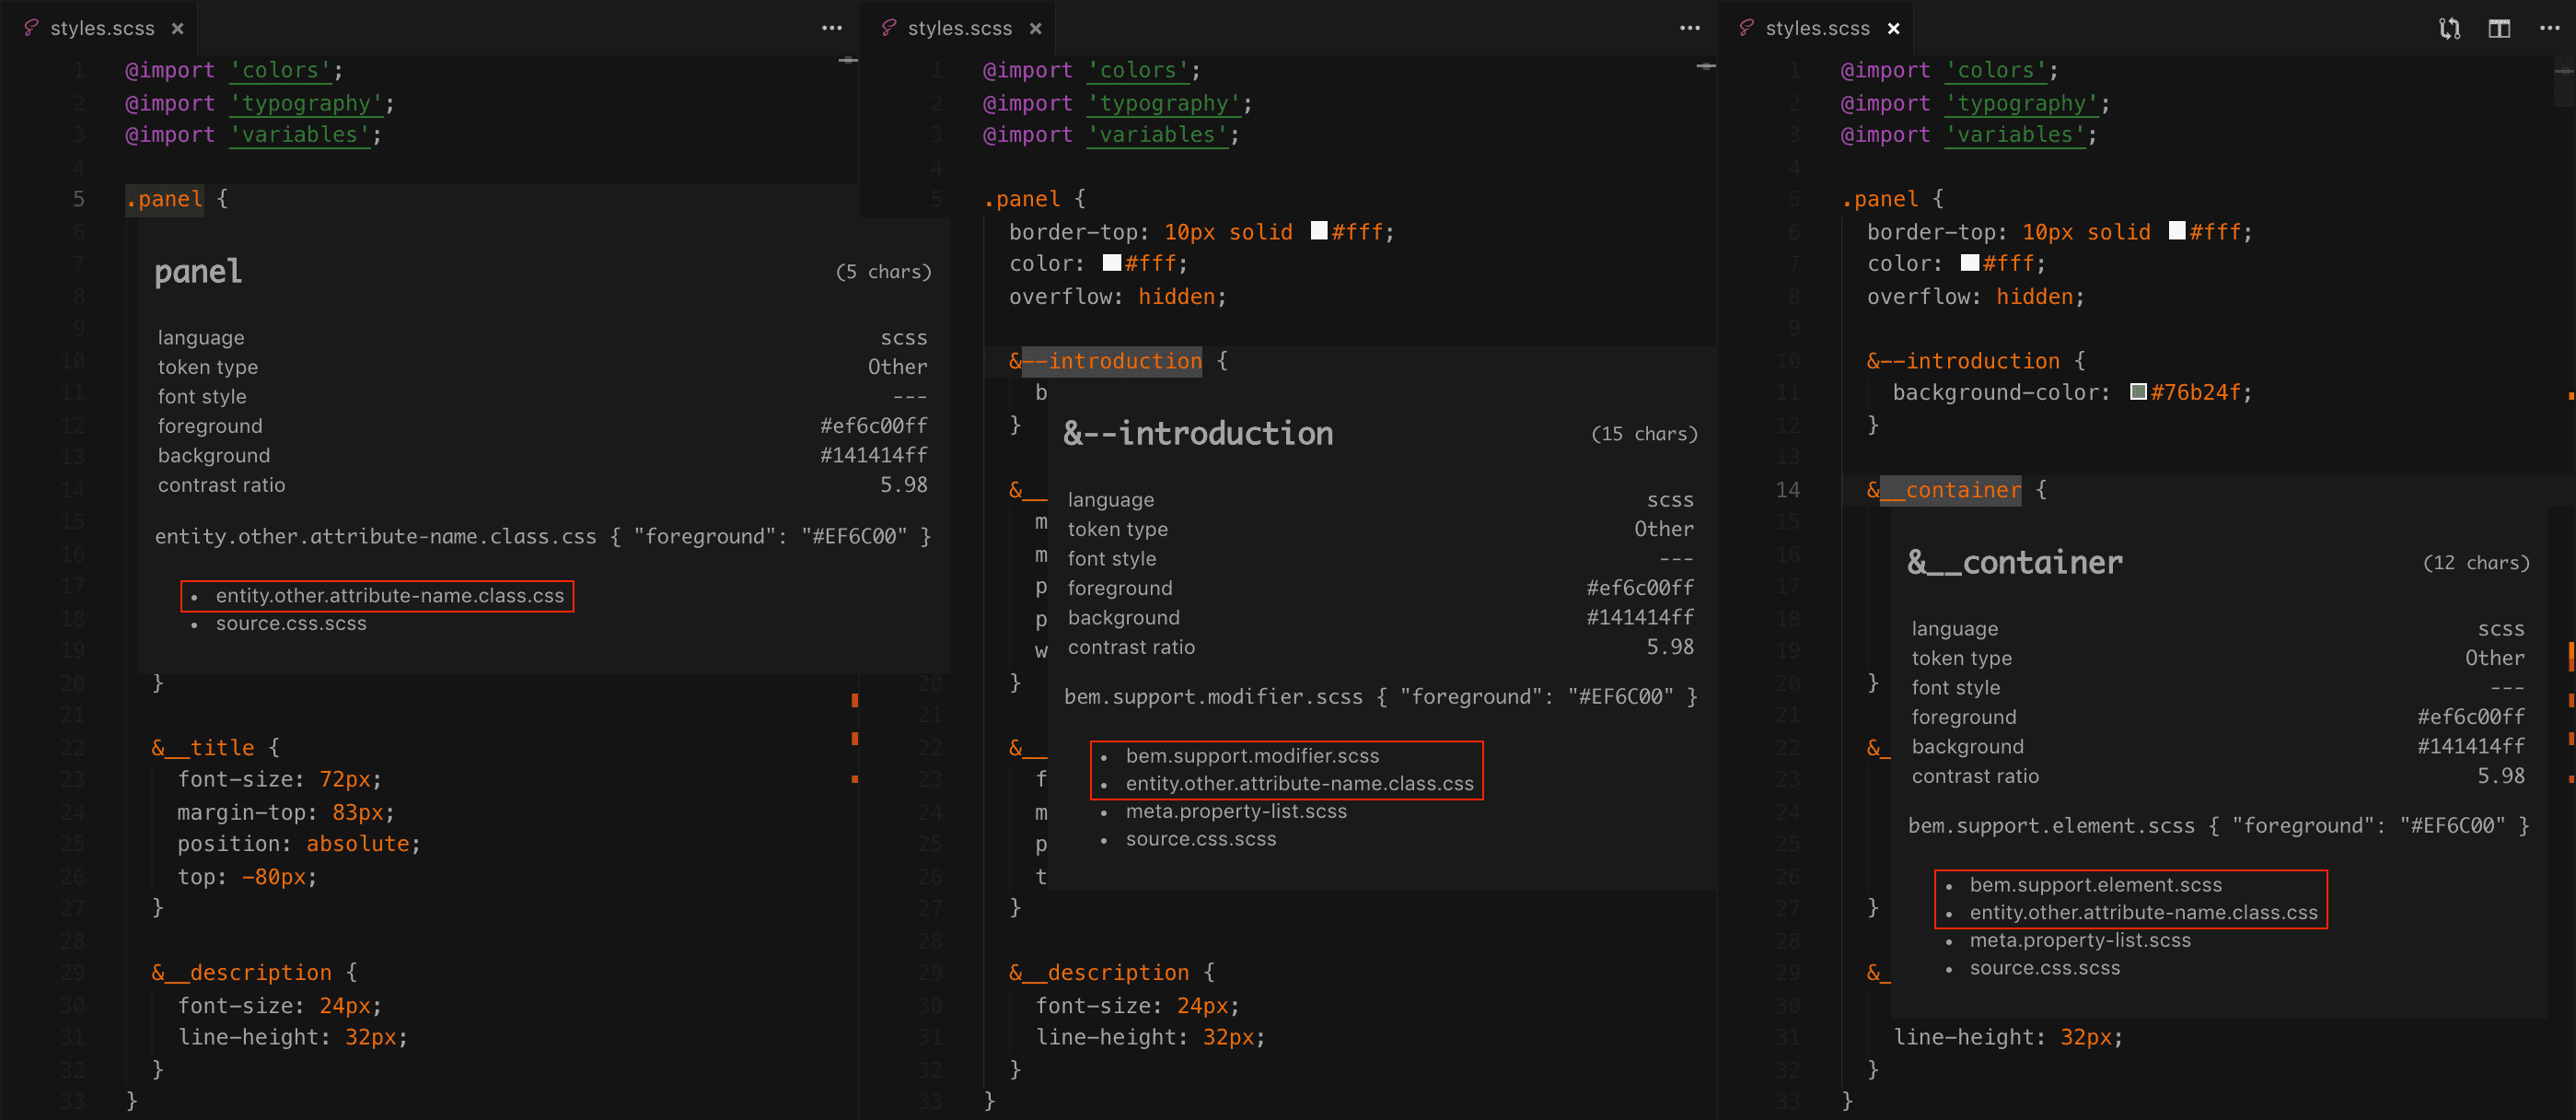 styles.scss ×
1 @import 'colors';
2 @import 'typography';
3 @import 'variables';
4
5 .panel {
6
7
8
9
10
11
12
13
14
15
16
17
18
19
panel (5 chars)
language scss
token type Other
font style ---
foreground #ef6c00ff
background #141414ff
contrast ratio 5.98
entity.other.attribute-name.class.css { "foreground": "#EF6C00" }
• entity.other.attribute-name.class.css
• source.css.scss
20 }
21
22 &__title {
23 font-size: 72px;
24 margin-top: 83px;
25 position: absolute;
26 top: -80px;
27 }
28
29 &__description {
30 font-size: 24px;
31 line-height: 32px;
32 }
33 }
styles.scss ×
1 @import 'colors';
2 @import 'typography';
3 @import 'variables';
4
5 .panel {
border-top: 10px solid #fff;
color: #fff;
overflow: hidden;
&--introduction {
b
}
&__
m
m
p
p
w
20 }
21
22 &__
23 f
24 m
25 p
26 t
27 }
28
29 &__description {
30 font-size: 24px;
31 line-height: 32px;
32 }
33 }
&--introduction (15 chars)
language scss
token type Other
font style ---
foreground #ef6c00ff
background #141414ff
contrast ratio 5.98
bem.support.modifier.scss { "foreground": "#EF6C00" }
• bem.support.modifier.scss
• entity.other.attribute-name.class.css
• meta.property-list.scss
• source.css.scss
styles.scss ×
1 @import 'colors';
2 @import 'typography';
3 @import 'variables';
4
5 .panel {
6 border-top: 10px solid #fff;
7 color: #fff;
8 overflow: hidden;
9
10 &--introduction {
11 background-color: #76b24f;
12 }
13
14 &__container {
15
16
17
18
19
20 }
21
22 &_
23
24
25
26
27 }
28
29 &_
30
31 line-height: 32px;
32 }
33 }
&__container (12 chars)
language scss
token type Other
font style ---
foreground #ef6c00ff
background #141414ff
contrast ratio 5.98
bem.support.element.scss { "foreground": "#EF6C00" }
• bem.support.element.scss
• entity.other.attribute-name.class.css
• meta.property-list.scss
• source.css.scss